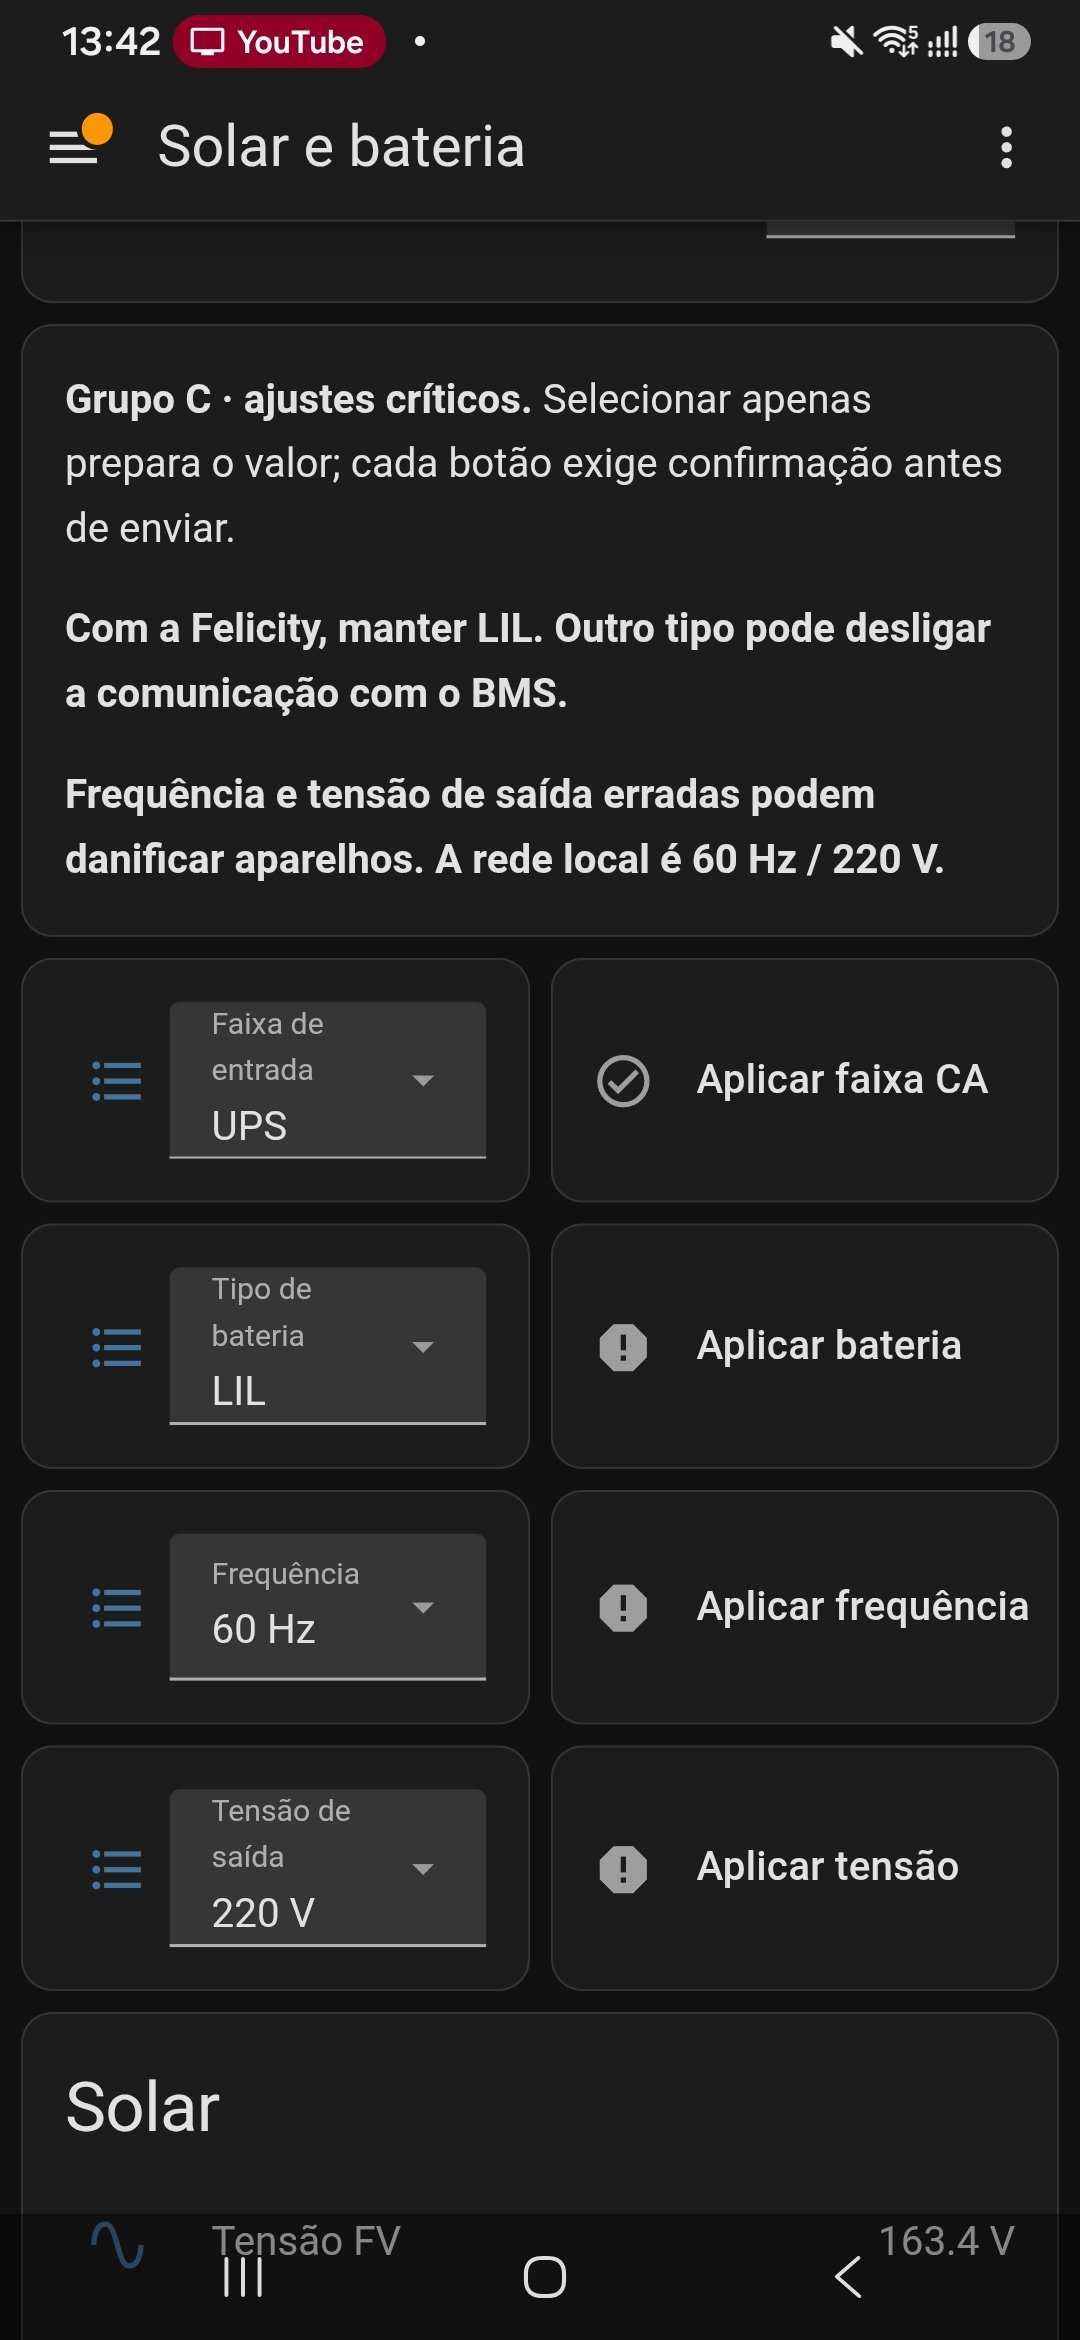 13:42 YouTube 5 18
Solar e bateria
Grupo C · ajustes críticos. Selecionar apenas
prepara o valor; cada botão exige confirmação antes
de enviar.
Com a Felicity, manter LIL. Outro tipo pode desligar
a comunicação com o BMS.
Frequência e tensão de saída erradas podem
danificar aparelhos. A rede local é 60 Hz / 220 V.
Faixa de
entrada
UPS
Aplicar faixa CA
Tipo de
bateria
LIL
Aplicar bateria
Frequência
60 Hz
Aplicar frequência
Tensão de
saída
220 V
Aplicar tensão
Solar
Tensão FV 163.4 V